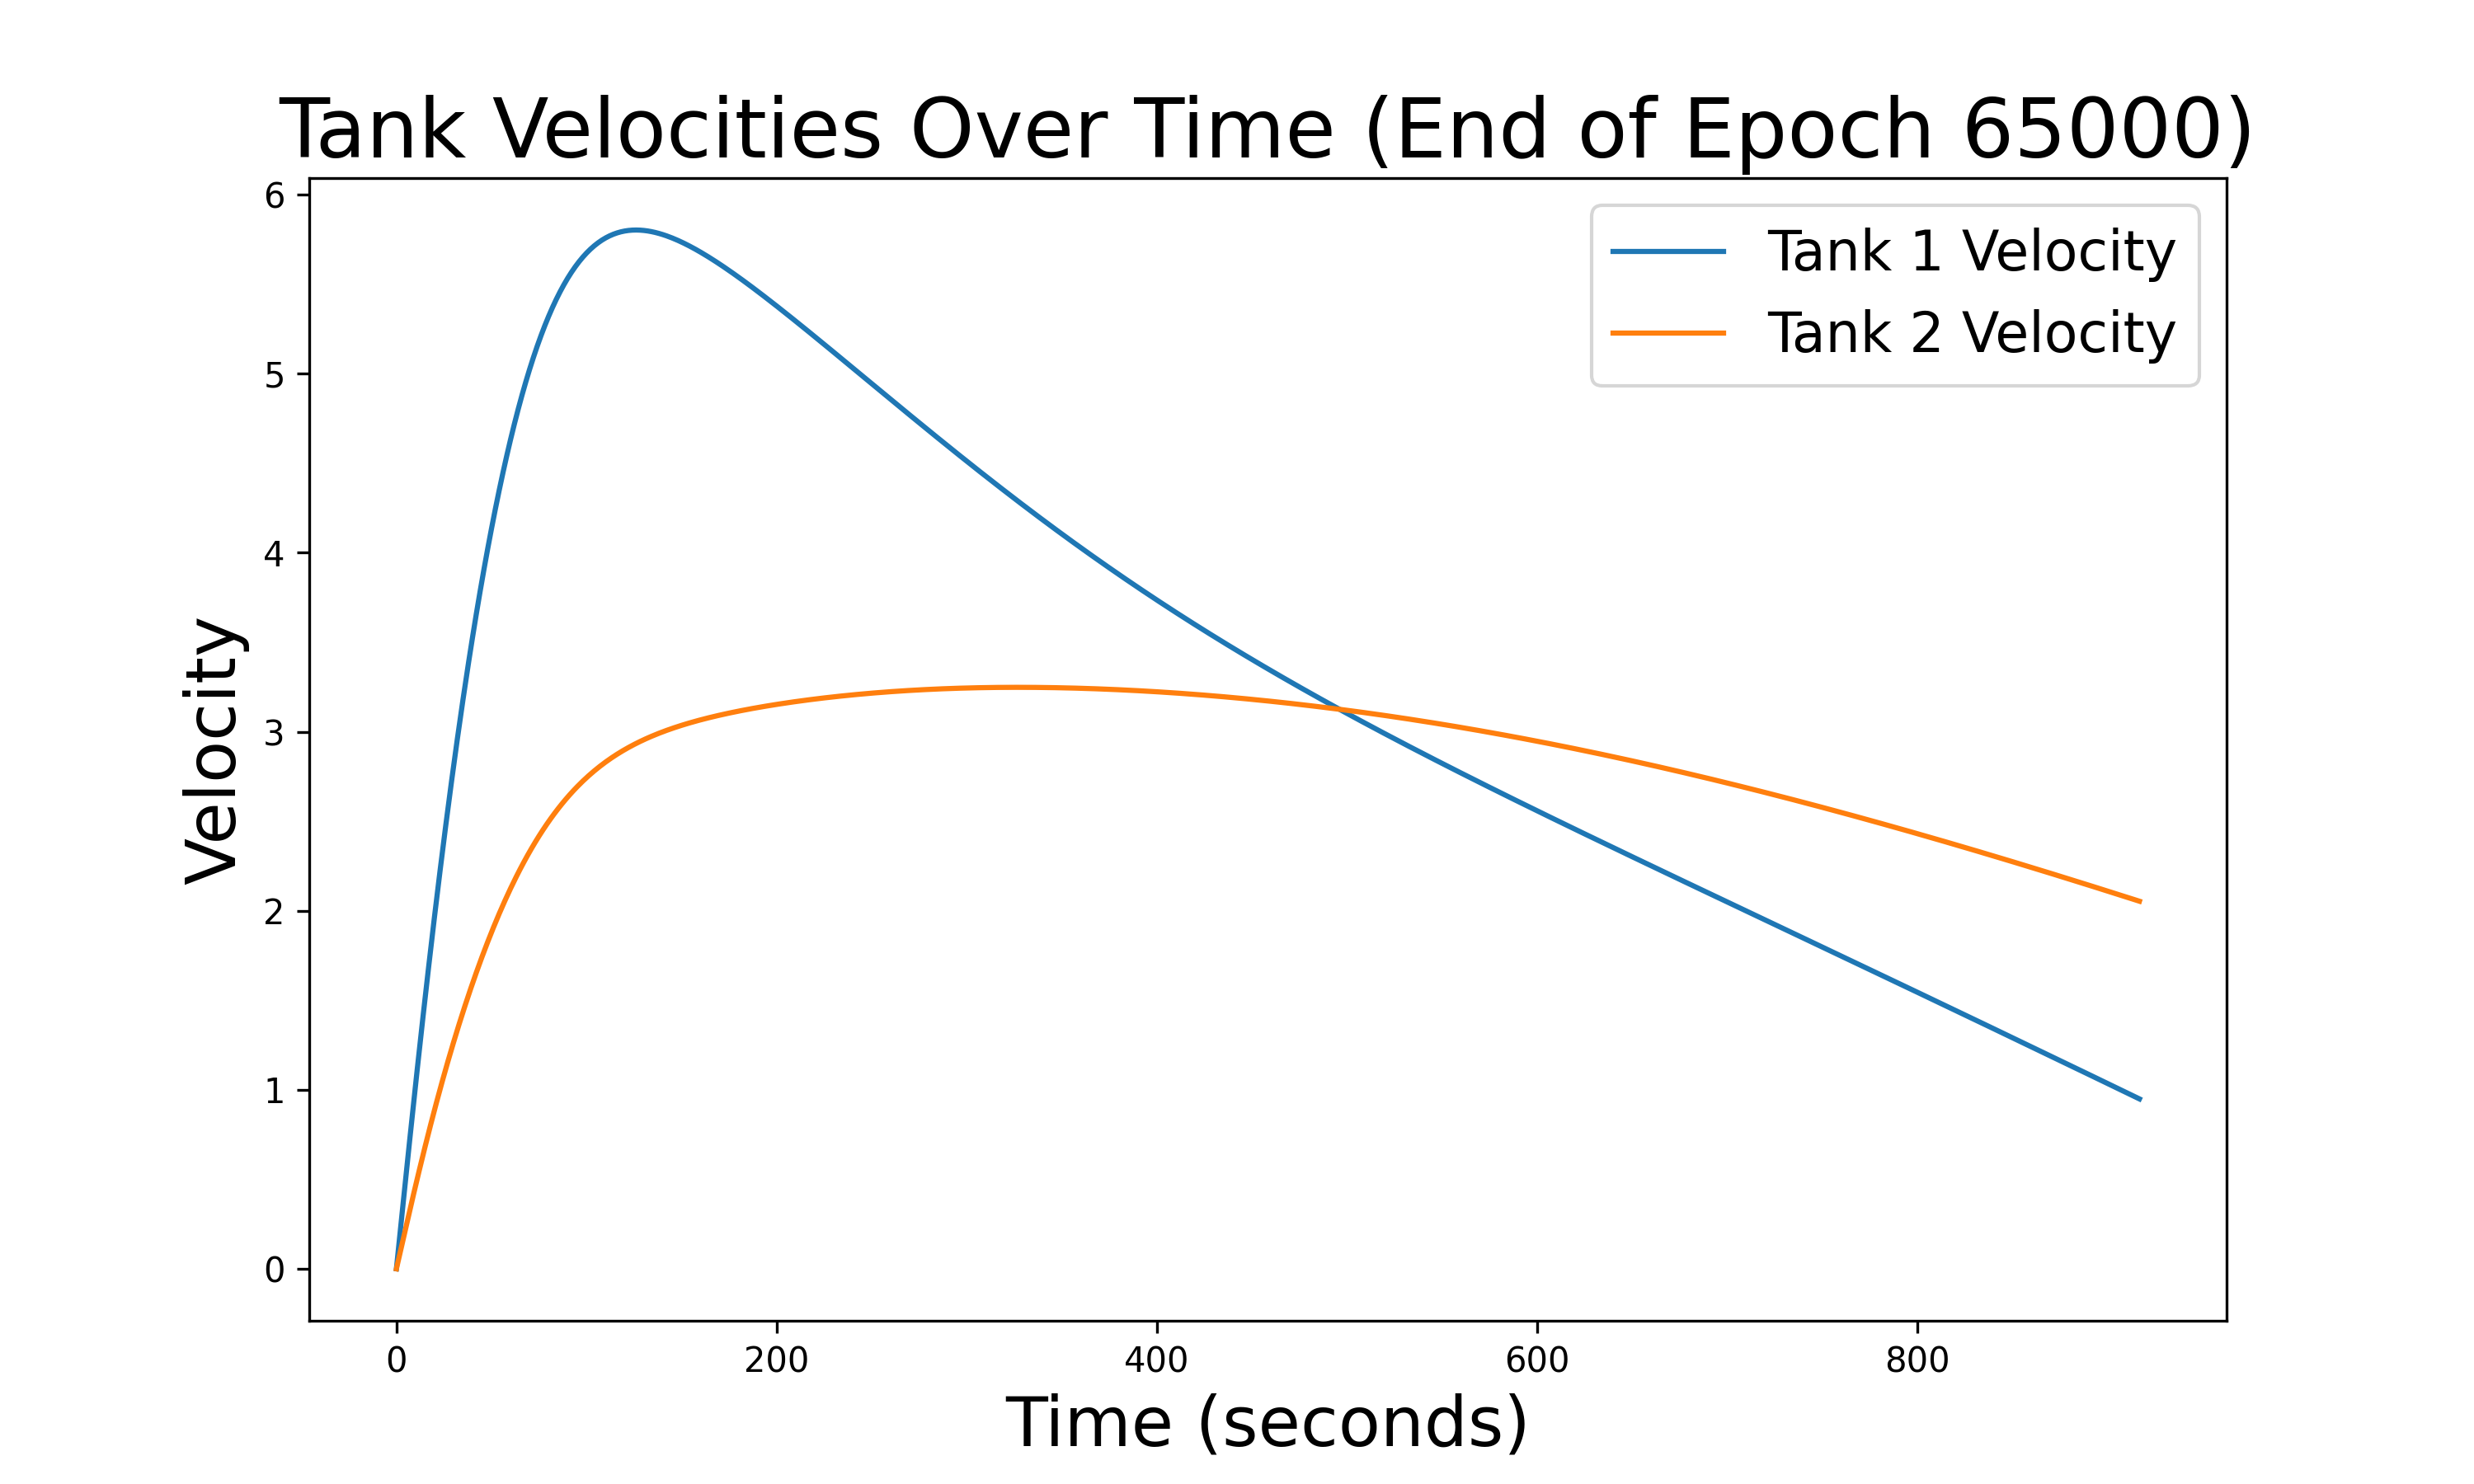 Tank Velocities Over Time (End of Epoch 65000)
6
5
4
3
2
1
0
Velocity
Tank 1 Velocity
Tank 2 Velocity
0 200 400 600 800
Time (seconds)